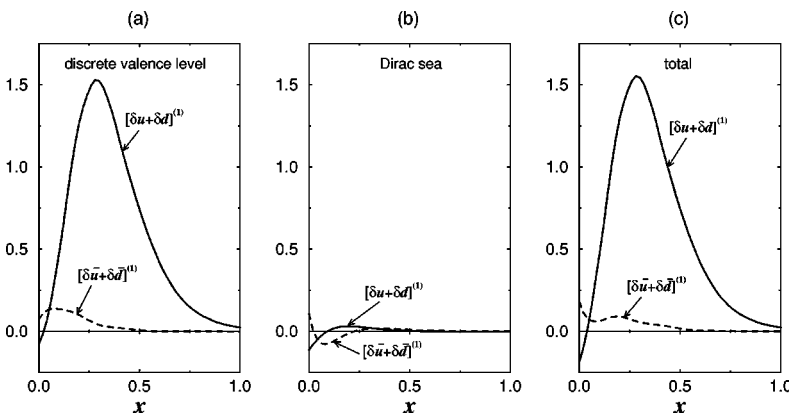 (a)
(b)
(c)
discrete valence level
Dirac sea
total
1.5
1.0
0.5
0.0
[δu+δd]⁽¹⁾
[δū+δd̄]⁽¹⁾
1.5
1.0
0.5
0.0
[δu+δd]⁽¹⁾
[δū+δd̄]⁽¹⁾
1.5
1.0
0.5
0.0
[δu+δd]⁽¹⁾
[δū+δd̄]⁽¹⁾
0.0 0.5 1.0
0.0 0.5 1.0
0.0 0.5 1.0
x
x
x